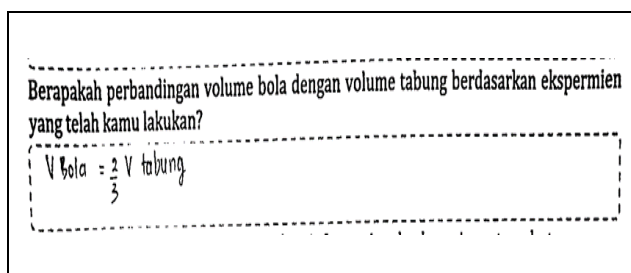 Berapakah perbandingan volume bola dengan volume tabung berdasarkan ekspermien
yang telah kamu lakukan?
V Bola = 2/3 V tabung